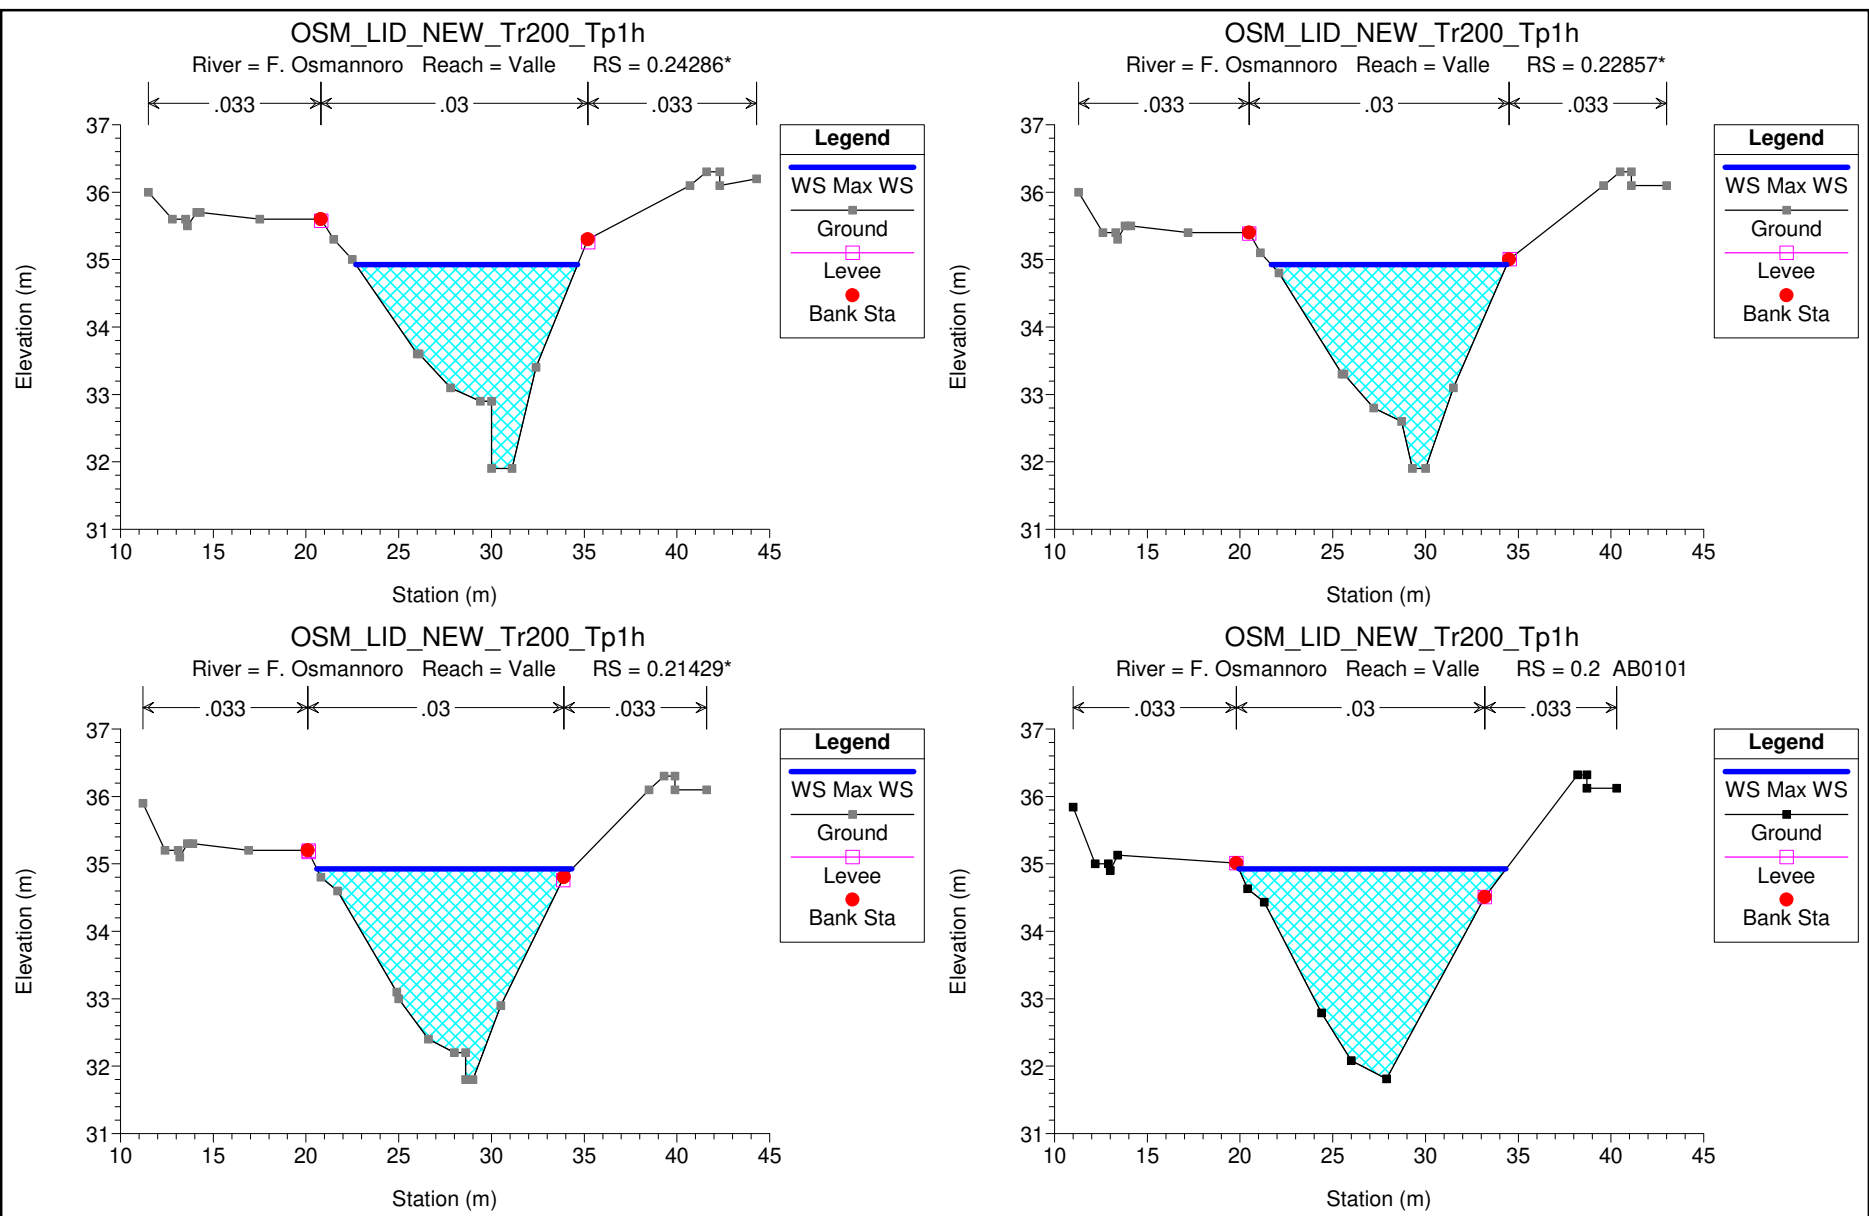 OSM_LID_NEW_Tr200_Tp1h
River = F. Osmannoro Reach = Valle RS = 0.24286*
.033 .03 .033
37
36
35
34
33
32
31
10 15 20 25 30 35 40 45
Station (m)
Elevation (m)
Legend
WS Max WS
Ground
Levee
Bank Sta
OSM_LID_NEW_Tr200_Tp1h
River = F. Osmannoro Reach = Valle RS = 0.22857*
.033 .03 .033
37
36
35
34
33
32
31
10 15 20 25 30 35 40 45
Station (m)
Elevation (m)
Legend
WS Max WS
Ground
Levee
Bank Sta
OSM_LID_NEW_Tr200_Tp1h
River = F. Osmannoro Reach = Valle RS = 0.21429*
.033 .03 .033
37
36
35
34
33
32
31
10 15 20 25 30 35 40 45
Station (m)
Elevation (m)
Legend
WS Max WS
Ground
Levee
Bank Sta
OSM_LID_NEW_Tr200_Tp1h
River = F. Osmannoro Reach = Valle RS = 0.2 AB0101
.033 .03 .033
37
36
35
34
33
32
31
10 15 20 25 30 35 40 45
Station (m)
Elevation (m)
Legend
WS Max WS
Ground
Levee
Bank Sta